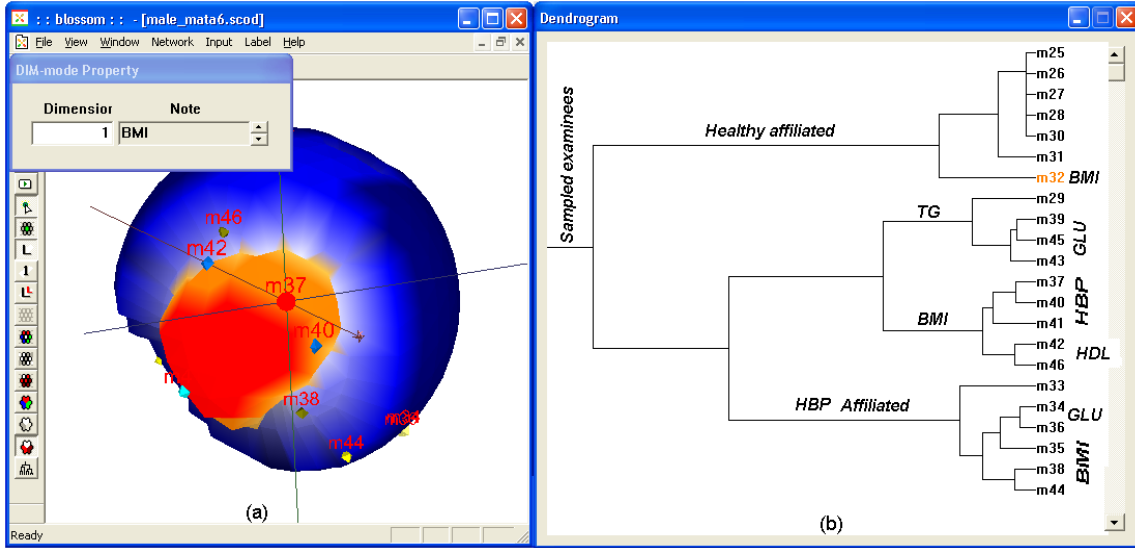 : : blossom : : - [male_mata6.scod]
File View Window Network Input Label Help
DIM-mode Property
Dimension Note
1 BMI
L
1
m46
m42
m37
m40
m38
m44
(a)
Ready
Dendrogram
Sampled examinees
Healthy affiliated
m25
m26
m27
m28
m30
m31
m32 BMI
TG
m29
m39
m45
m43
GLU
BMI
m37
m40
m41
HBP
m42
m46
HDL
HBP Affiliated
m33
m34
m36
GLU
m35
m38
m44
BMI
(b)